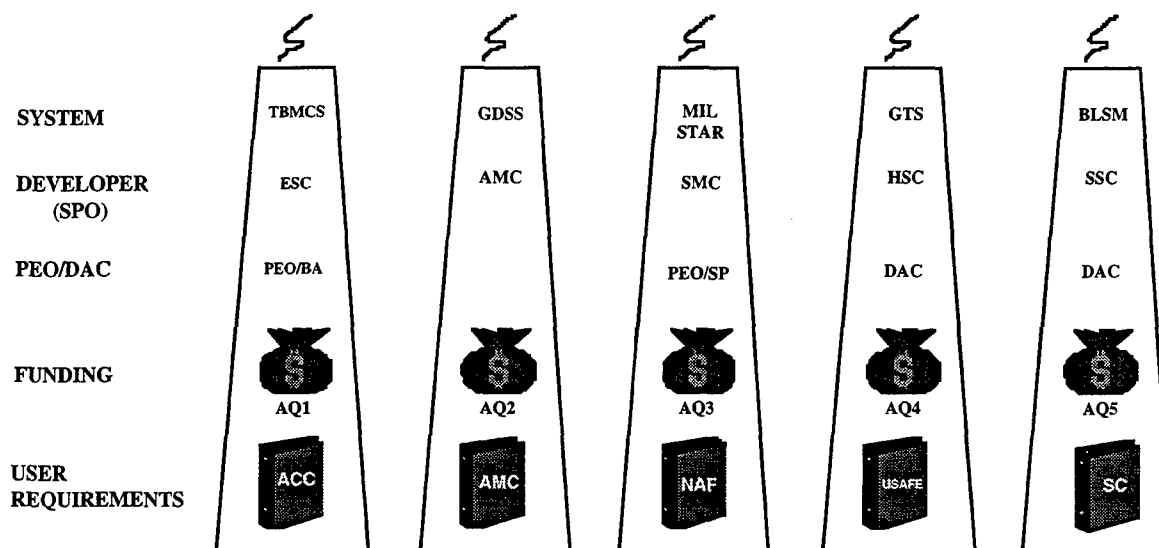 SYSTEM TBMCS GDSS MIL STAR GTS BLSM
DEVELOPER (SPO) ESC AMC SMC HSC SSC
PEO/DAC PEO/BA PEO/SP DAC DAC
FUNDING $ $ $ $ $
AQ1 AQ2 AQ3 AQ4 AQ5
USER REQUIREMENTS ACC AMC NAF USAFE SC